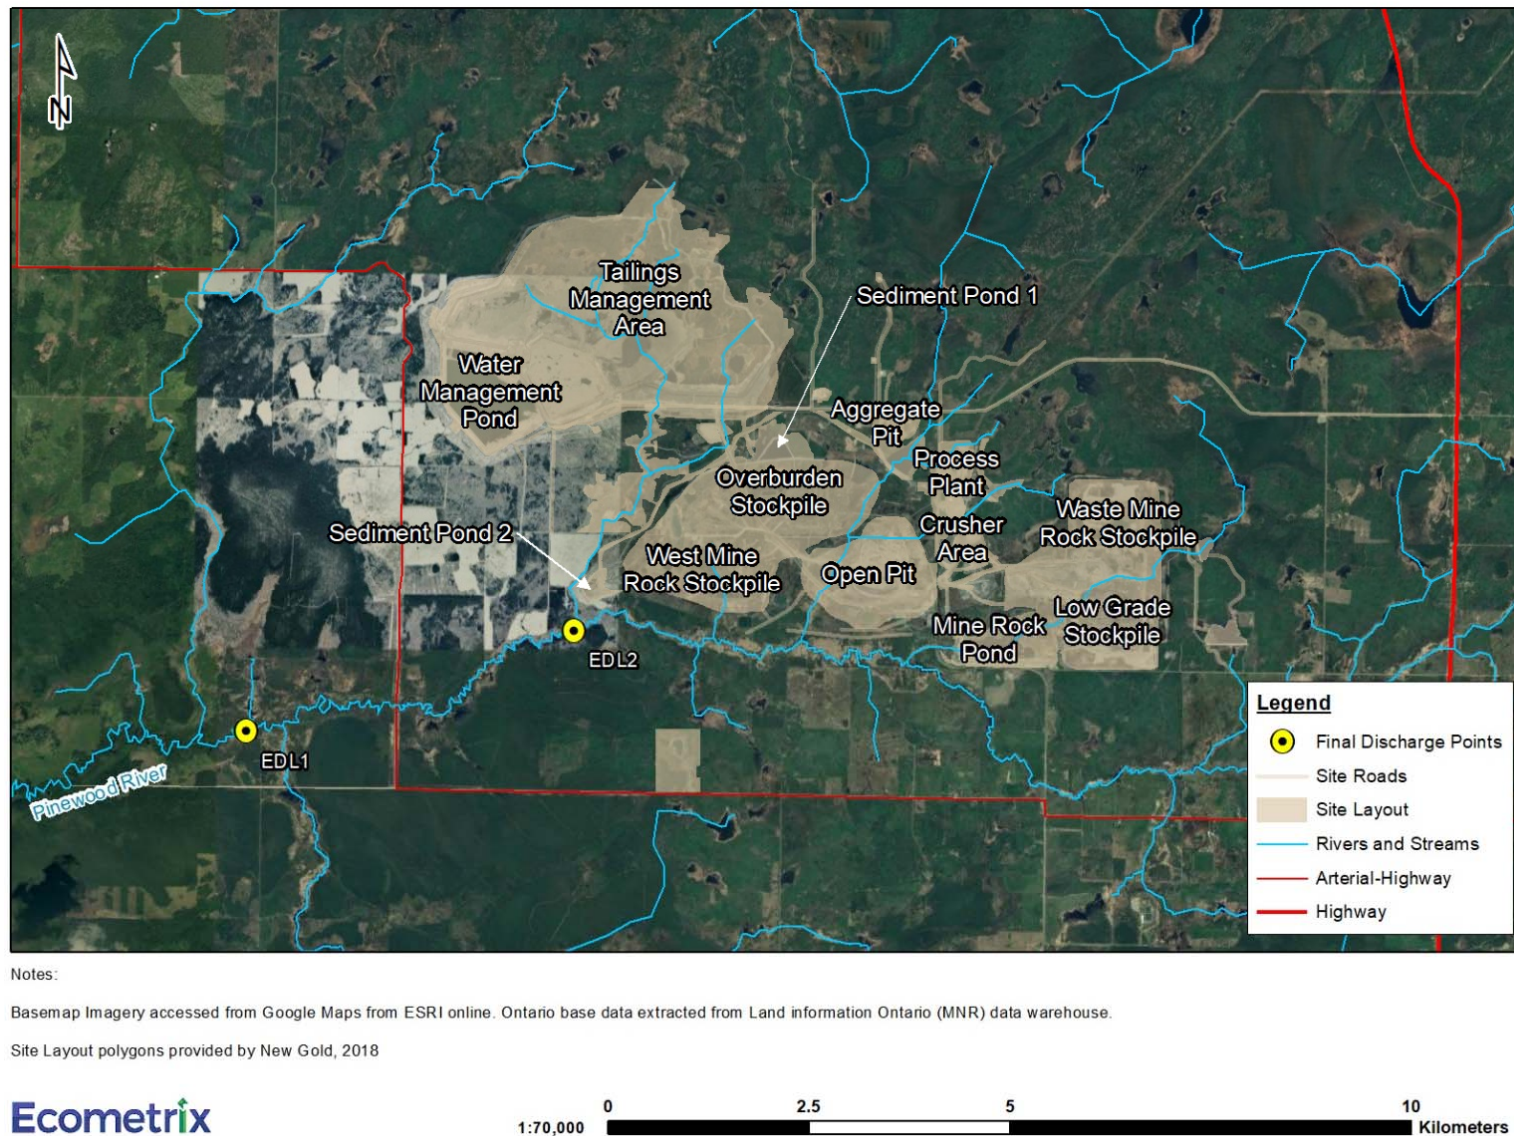 N
Tailings
Management
Area
Sediment Pond 1
Water
Management
Pond
Aggregate
Pit
Process
Plant
Overburden
Stockpile
Waste Mine
Rock Stockpile
Crusher
Area
Sediment Pond 2
West Mine
Rock Stockpile
Open Pit
Low Grade
Stockpile
Mine Rock
Pond
EDL2
EDL1
Pinewood River
Legend
Final Discharge Points
Site Roads
Site Layout
Rivers and Streams
Arterial-Highway
Highway
Notes:
Basemap Imagery accessed from Google Maps from ESRI online. Ontario base data extracted from Land information Ontario (MNR) data warehouse.
Site Layout polygons provided by New Gold, 2018
Ecometrix
1:70,000
0 2.5 5 10
Kilometers